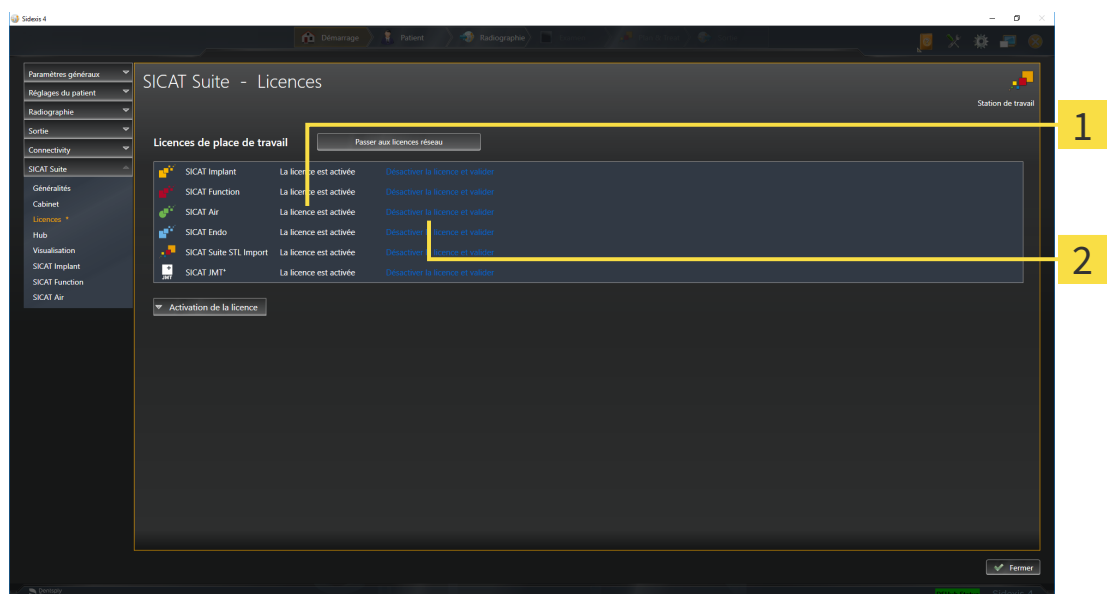 Sidexis 4
Démarrage Patient Radiographie
Paramètres généraux
Réglages du patient
Radiographie
Sortie
Connectivity
SICAT Suite
Généralités
Cabinet
Licences *
Hub
Visualisation
SICAT Implant
SICAT Function
SICAT Air
SICAT Suite - Licences
Station de travail
Licences de place de travail Passer aux licences réseau
SICAT Implant La licence est activée Désactiver la licence et valider
SICAT Function La licence est activée Désactiver la licence et valider
SICAT Air La licence est activée Désactiver la licence et valider
SICAT Endo La licence est activée Désactiver la licence et valider
SICAT Suite STL Import La licence est activée Désactiver la licence et valider
JMT SICAT JMT+ La licence est activée Désactiver la licence et valider
Activation de la licence
Fermer
Dentsply
Sidexis 4
1
2